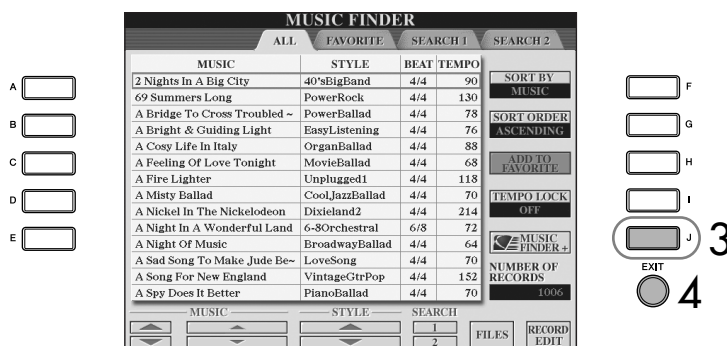 MUSIC FINDER
ALL FAVORITE SEARCH 1 SEARCH 2
MUSIC STYLE BEAT TEMPO
2 Nights In A Big City 40'sBigBand 4/4 90
69 Summers Long PowerRock 4/4 130
A Bridge To Cross Troubled ~ PowerBallad 4/4 78
A Bright & Guiding Light EasyListening 4/4 76
A Cosy Life In Italy OrganBallad 4/4 88
A Feeling Of Love Tonight MovieBallad 4/4 68
A Fire Lighter Unplugged1 4/4 118
A Misty Ballad CoolJazzBallad 4/4 70
A Nickel In The Nickelodeon Dixieland2 4/4 214
A Night In A Wonderful Land 6-8Orchestral 6/8 72
A Night Of Music BroadwayBallad 4/4 64
A Sad Song To Make Jude Be~ LoveSong 4/4 70
A Song For New England VintageGtrPop 4/4 152
A Spy Does It Better PianoBallad 4/4 70
SORT BY
MUSIC
SORT ORDER
ASCENDING
ADD TO
FAVORITE
TEMPO LOCK
OFF
MUSIC
FINDER +
NUMBER OF
RECORDS
1006
MUSIC STYLE SEARCH
1
2
FILES
RECORD
EDIT
A
B
C
D
E
F
G
H
I
J
3
EXIT
4